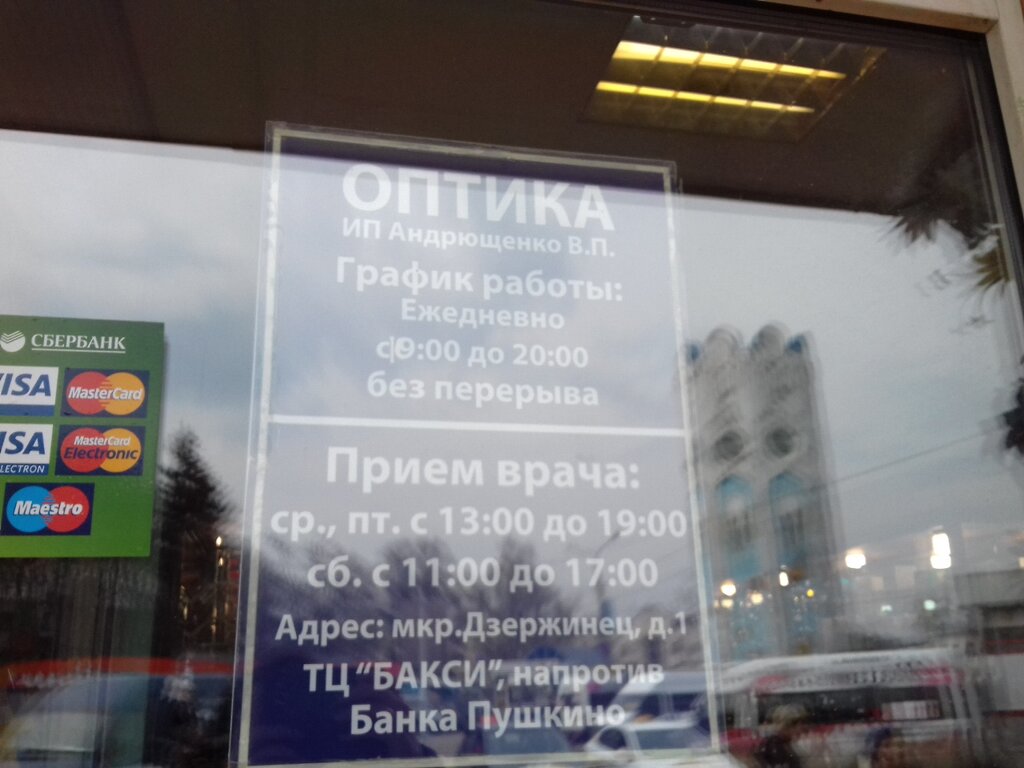 ОПТИКА
ИП Андрющенко В.П.
График работы:
Ежедневно
с 9:00 до 20:00
без перерыва
Прием врача:
ср., пт. с 13:00 до 19:00
сб. с 11:00 до 17:00
Адрес: мкр.Дзержинец, д.1
ТЦ "БАКСИ", напротив
Банка Пушкино
СБЕРБАНК
VISA
MasterCard
VISA
ELECTRON
MasterCard
Electronic
Maestro